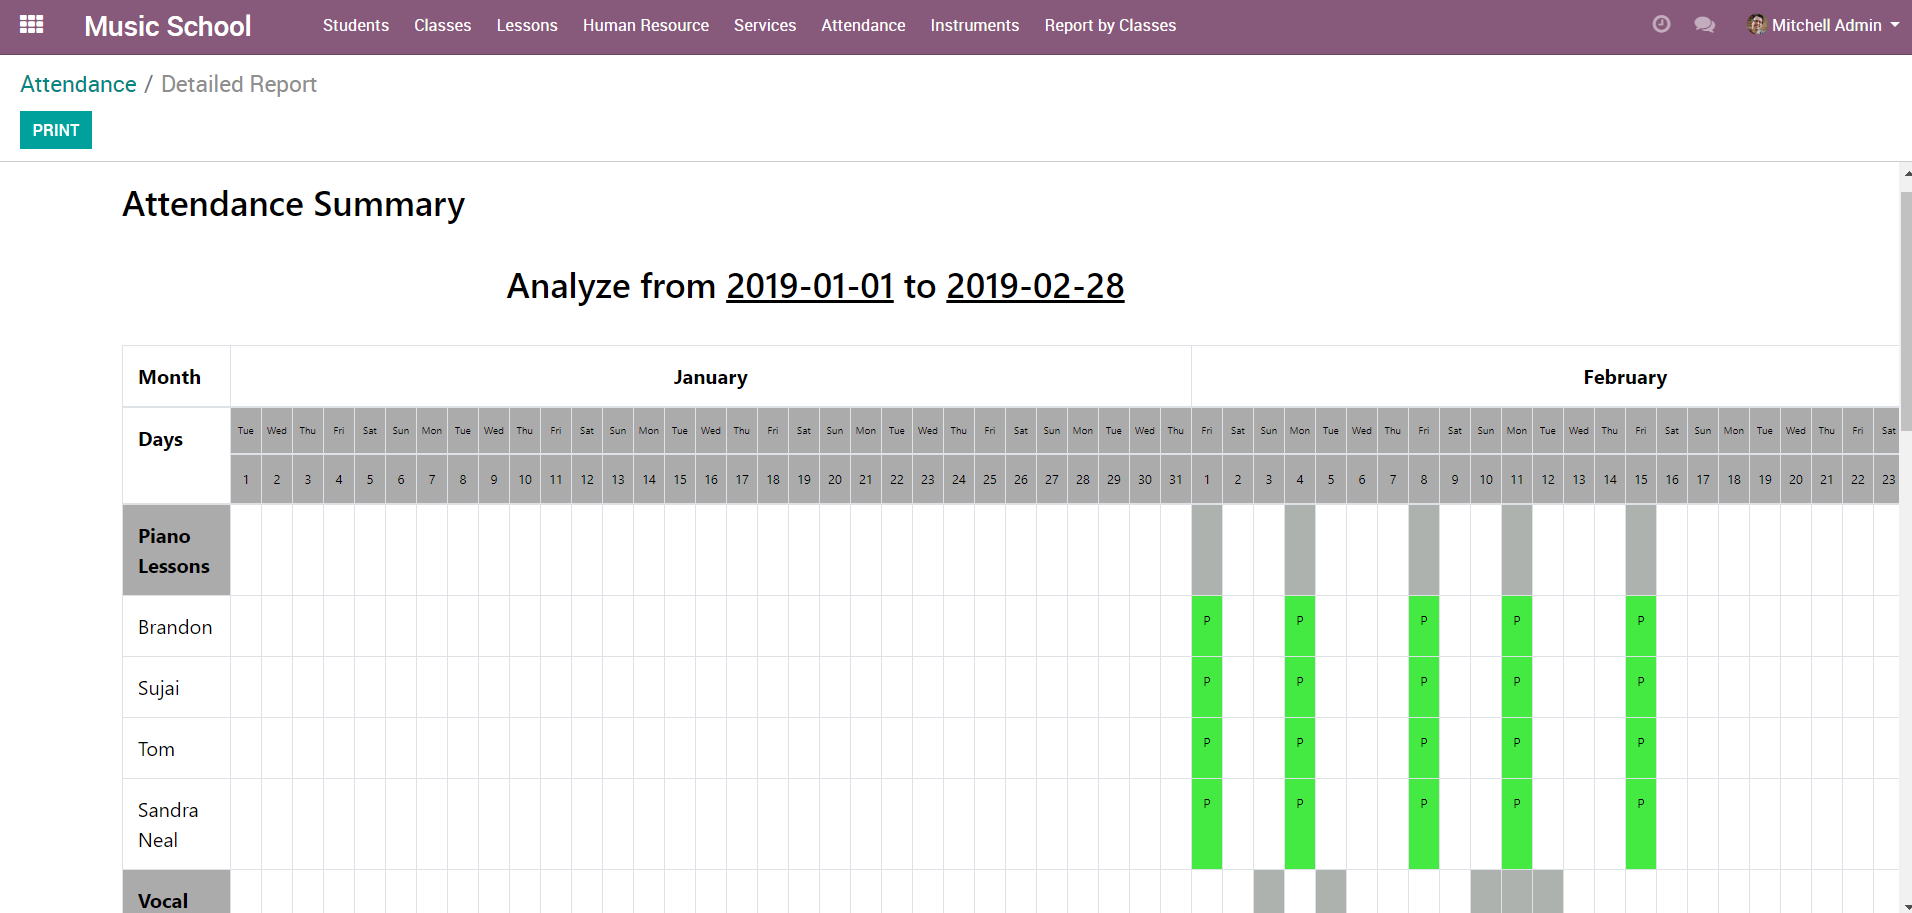 Music School Students Classes Lessons Human Resource Services Attendance Instruments Report by Classes Mitchell Admin
Attendance / Detailed Report
PRINT
Attendance Summary
Analyze from 2019-01-01 to 2019-02-28
Month January February
Days Tue Wed Thu Fri Sat Sun Mon Tue Wed Thu Fri Sat Sun Mon Tue Wed Thu Fri Sat Sun Mon Tue Wed Thu Fri Sat Sun Mon Tue Wed Thu Fri Sat Sun Mon Tue Wed Thu Fri Sat Sun Mon Tue Wed Thu Fri Sat Sun Mon Tue Wed Thu Fri Sat
1 2 3 4 5 6 7 8 9 10 11 12 13 14 15 16 17 18 19 20 21 22 23 24 25 26 27 28 29 30 31 1 2 3 4 5 6 7 8 9 10 11 12 13 14 15 16 17 18 19 20 21 22 23
Piano
Lessons
Brandon P P P P P
Sujai P P P P P
Tom P P P P P
Sandra P P P P P
Neal
Vocal